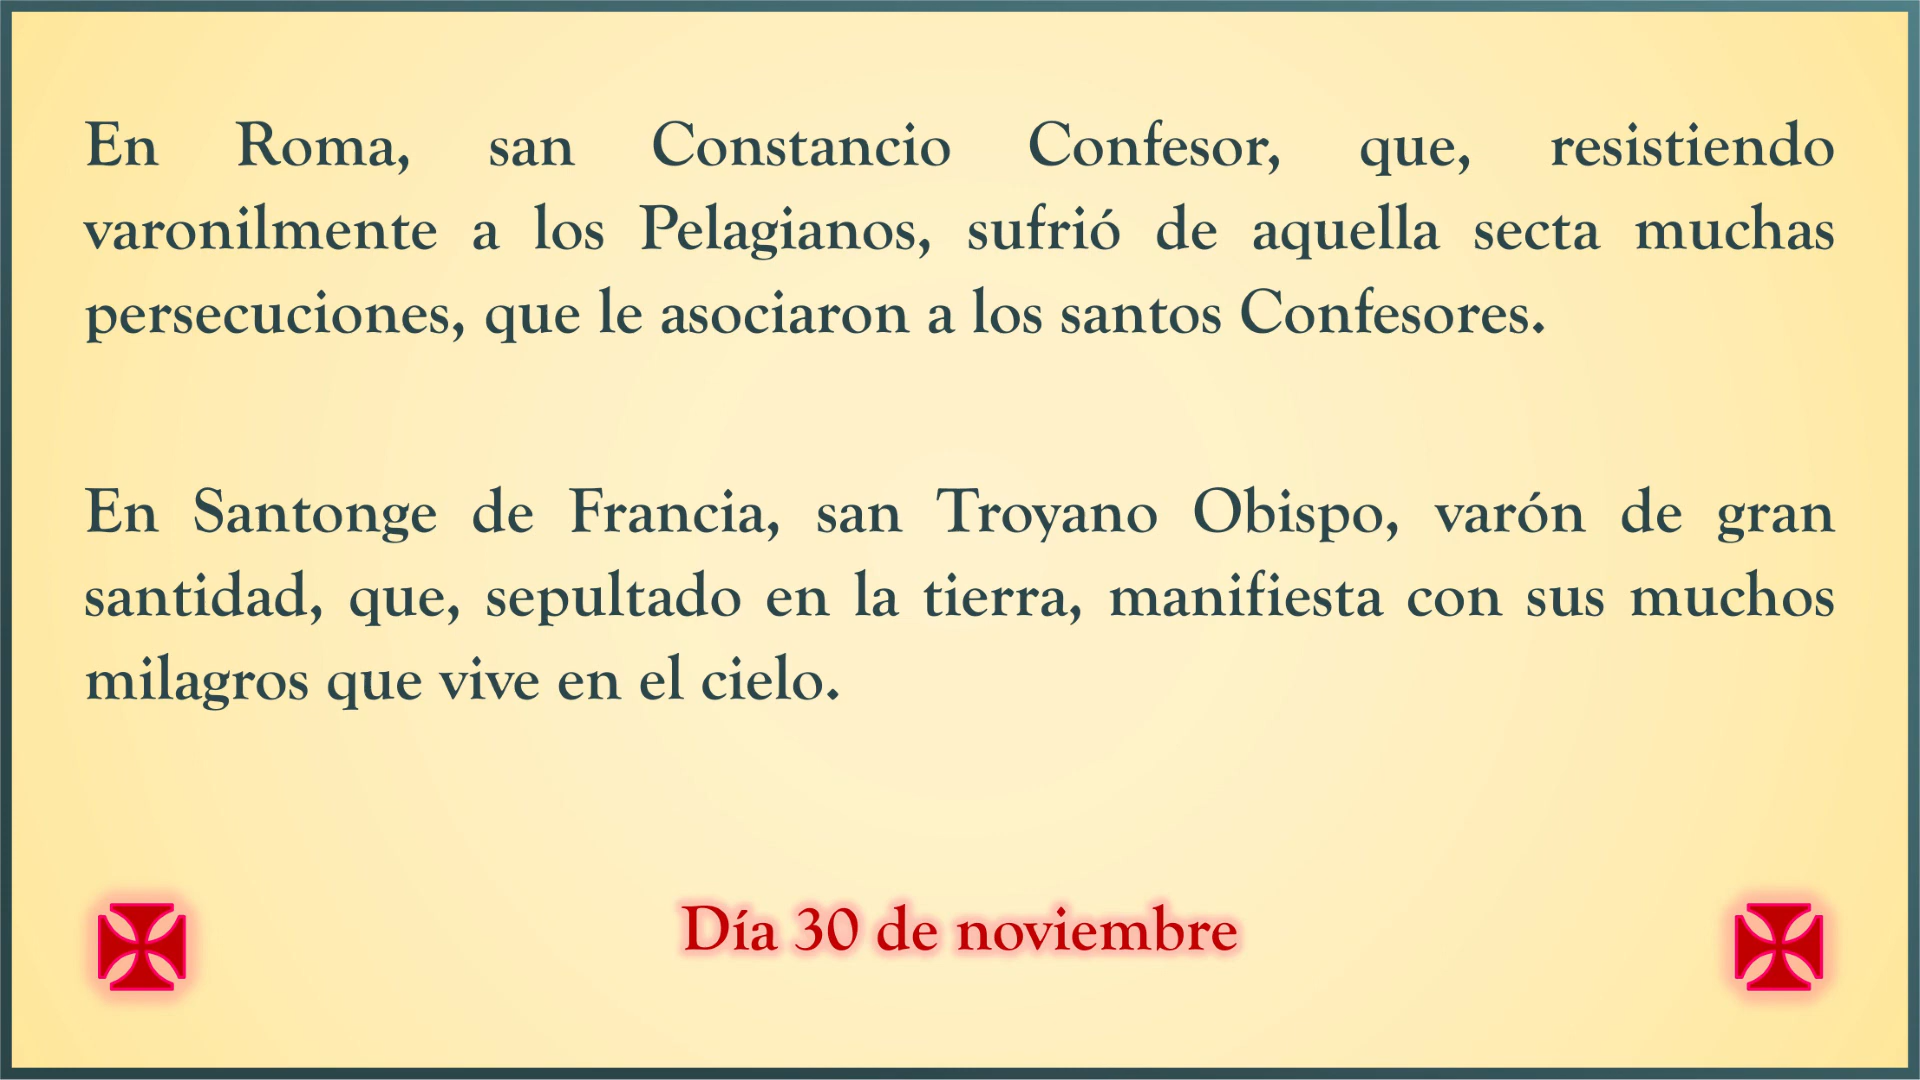 En Roma, san Constancio Confesor, que, resistiendo
varonilmente a los Pelagianos, sufrió de aquella secta muchas
persecuciones, que le asociaron a los santos Confesores.
En Santonge de Francia, san Troyano Obispo, varón de gran
santidad, que, sepultado en la tierra, manifiesta con sus muchos
milagros que vive en el cielo.
Día 30 de noviembre